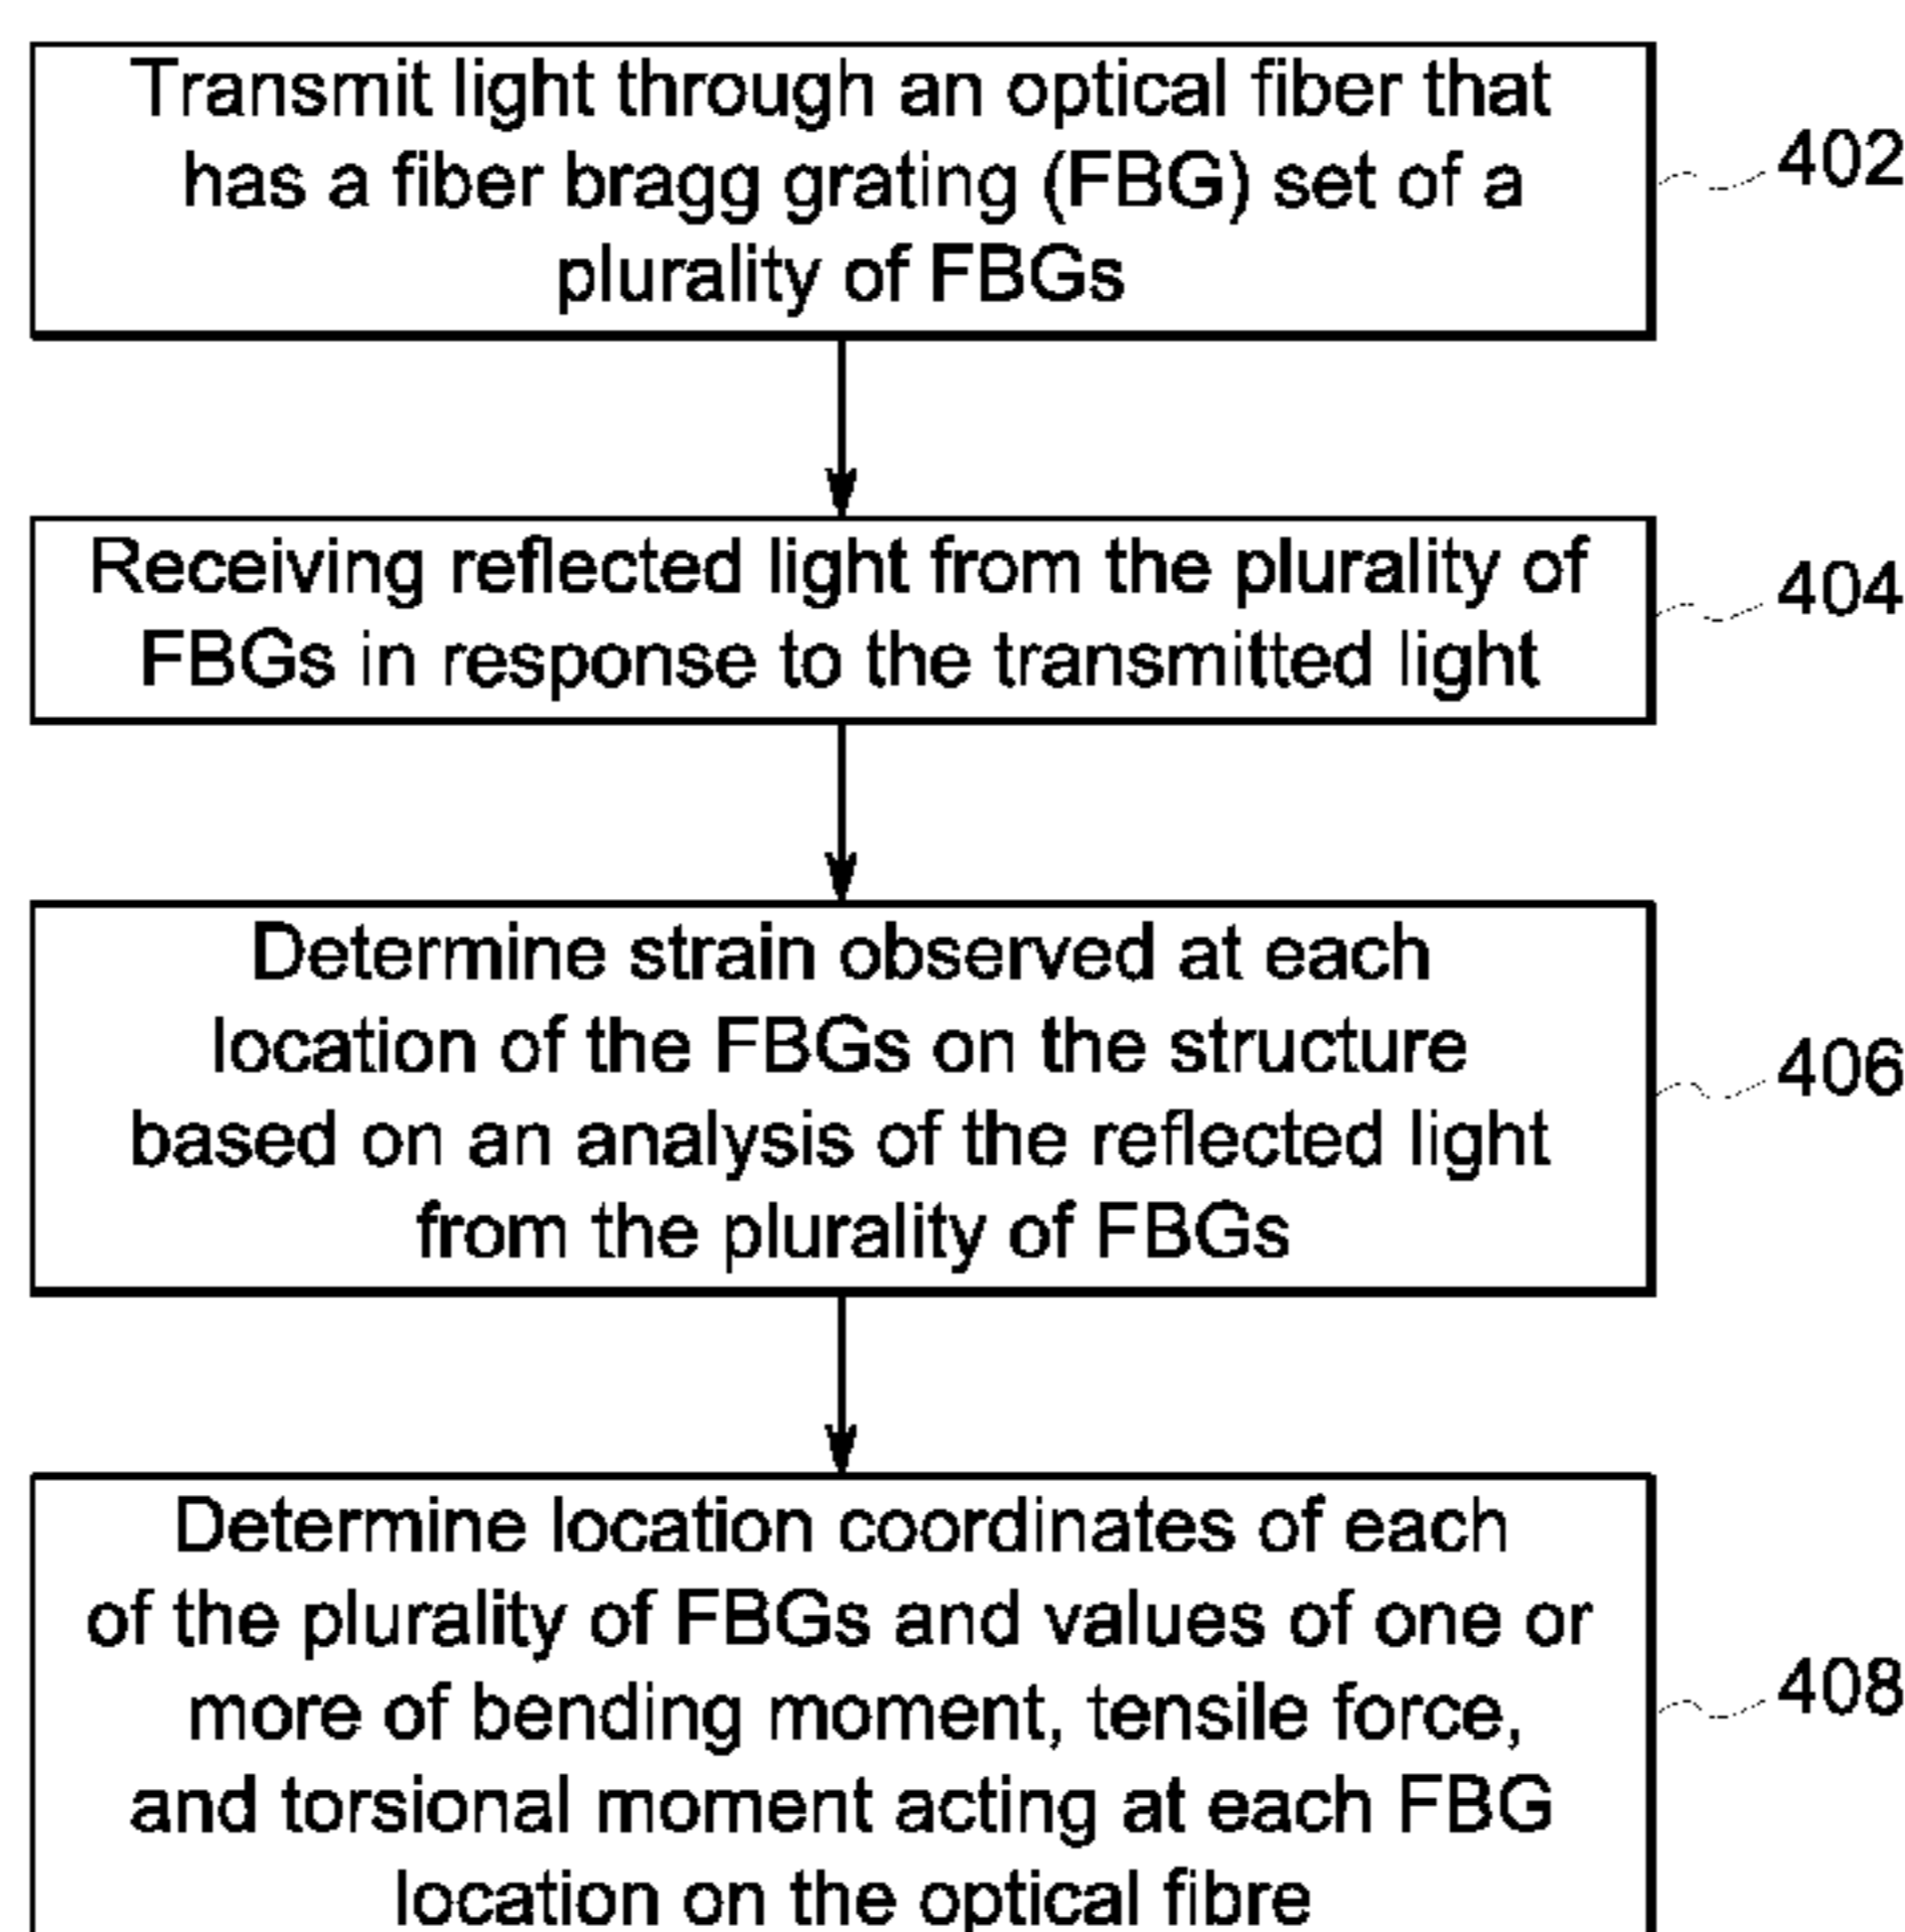 Transmit light through an optical fiber that
has a fiber bragg grating (FBG) set of a
plurality of FBGs
402
Receiving reflected light from the plurality of
FBGs in response to the transmitted light
404
Determine strain observed at each
location of the FBGs on the structure
based on an analysis of the reflected light
from the plurality of FBGs
406
Determine location coordinates of each
of the plurality of FBGs and values of one or
more of bending moment, tensile force,
and torsional moment acting at each FBG
location on the optical fibre
408